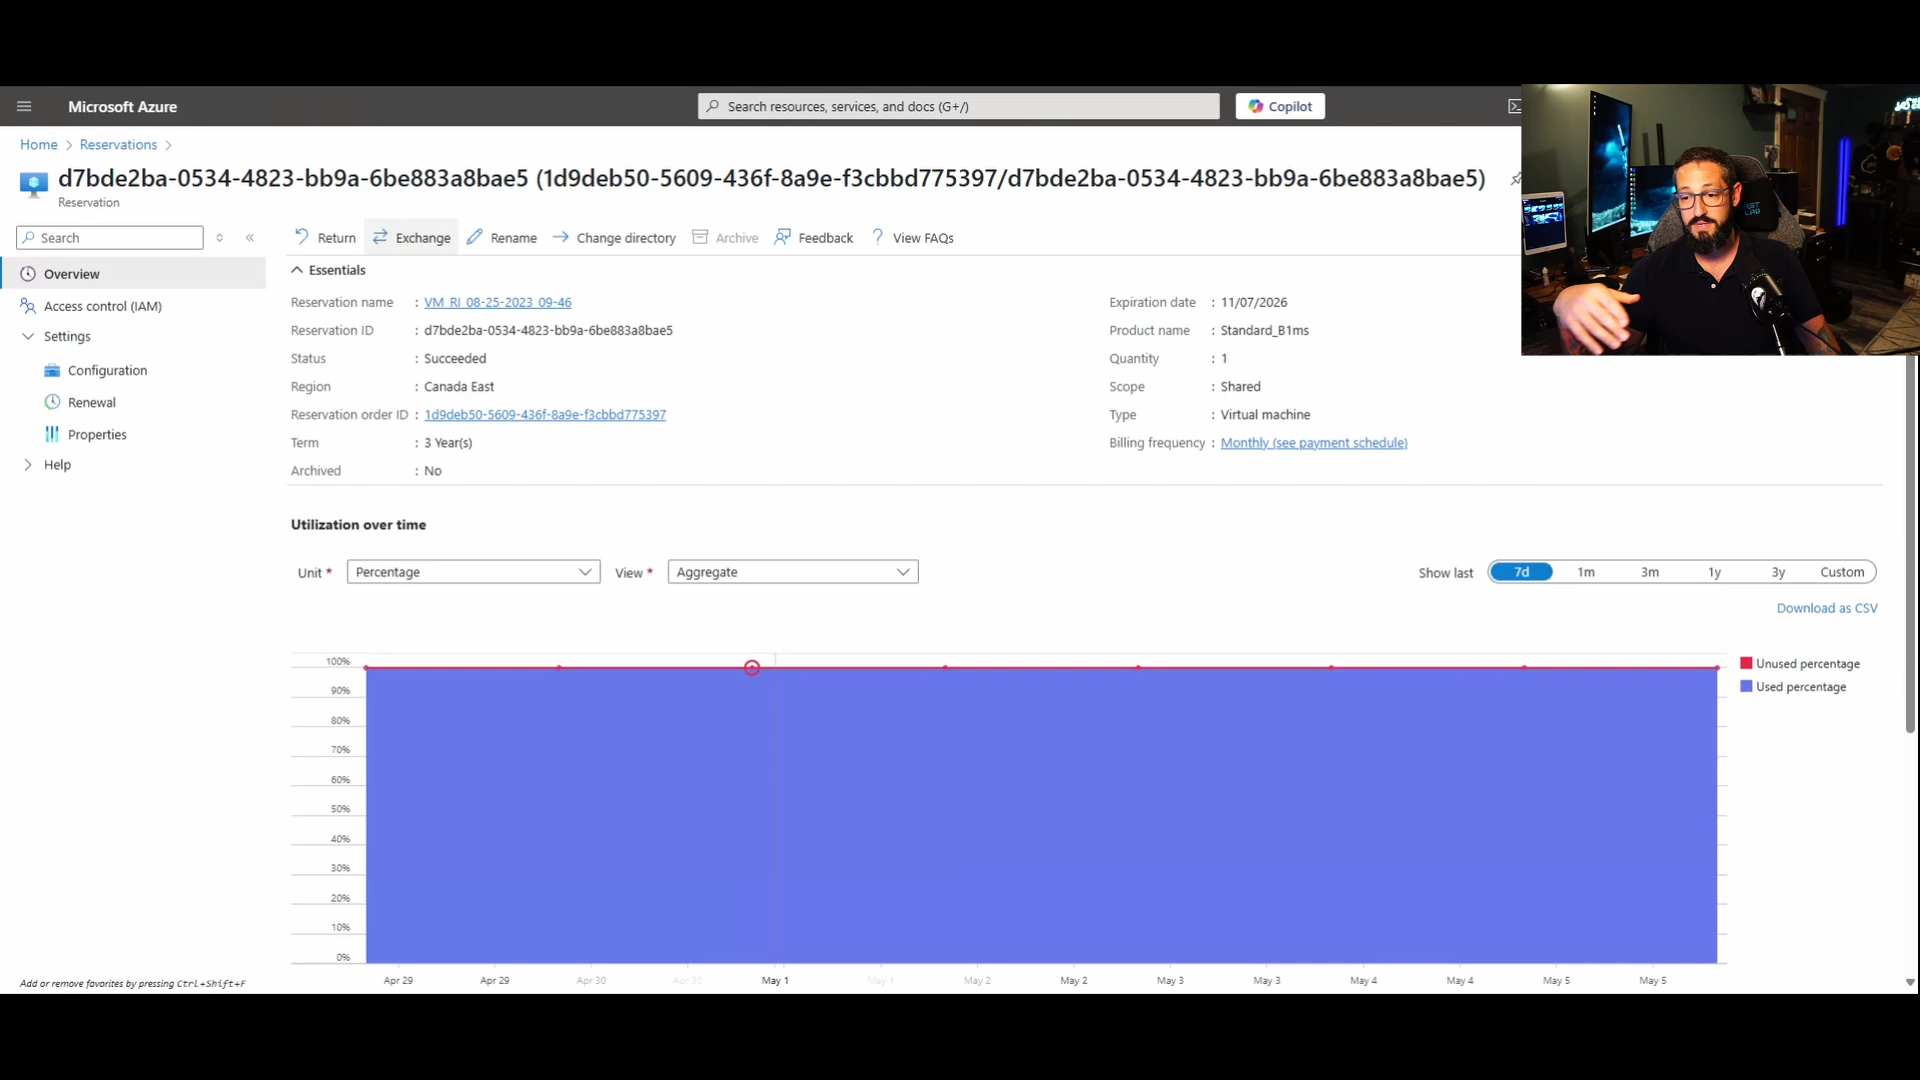 Microsoft Azure
Search resources, services, and docs (G+/)
Copilot
Home > Reservations >
d7bde2ba-0534-4823-bb9a-6be883a8bae5 (1d9deb50-5609-436f-8a9e-f3cbbd775397/d7bde2ba-0534-4823-bb9a-6be883a8bae5)
Reservation
Search
Return Exchange Rename Change directory Archive Feedback View FAQs
Overview
Access control (IAM)
Settings
Configuration
Renewal
Properties
Help
Essentials
Reservation name : VM_RI_08-25-2023_09-46
Reservation ID : d7bde2ba-0534-4823-bb9a-6be883a8bae5
Status : Succeeded
Region : Canada East
Reservation order ID : 1d9deb50-5609-436f-8a9e-f3cbbd775397
Term : 3 Year(s)
Archived : No
Expiration date : 11/07/2026
Product name : Standard_B1ms
Quantity : 1
Scope : Shared
Type : Virtual machine
Billing frequency : Monthly (see payment schedule)
Utilization over time
Unit * Percentage View * Aggregate
Show last 7d 1m 3m 1y 3y Custom
Download as CSV
100%
90%
80%
70%
60%
50%
40%
30%
20%
10%
0%
Unused percentage
Used percentage
Apr 29 Apr 29 Apr 30 Apr 30 May 1 May 1 May 2 May 2 May 3 May 3 May 4 May 4 May 5 May 5
Add or remove favorites by pressing Ctrl+Shift+F